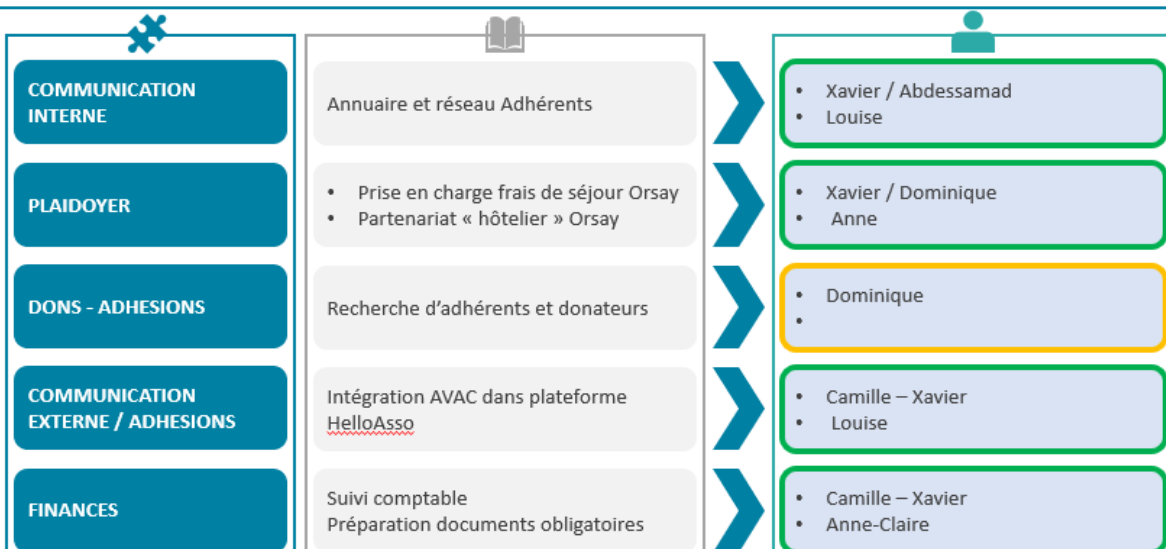 COMMUNICATION
INTERNE
Annuaire et réseau Adhérents
• Xavier / Abdessamad
• Louise
PLAIDOYER
• Prise en charge frais de séjour Orsay
• Partenariat « hôtelier » Orsay
• Xavier / Dominique
• Anne
DONS - ADHESIONS
Recherche d'adhérents et donateurs
• Dominique
•
COMMUNICATION
EXTERNE / ADHESIONS
Intégration AVAC dans plateforme
HelloAsso
• Camille – Xavier
• Louise
FINANCES
Suivi comptable
Préparation documents obligatoires
• Camille – Xavier
• Anne-Claire